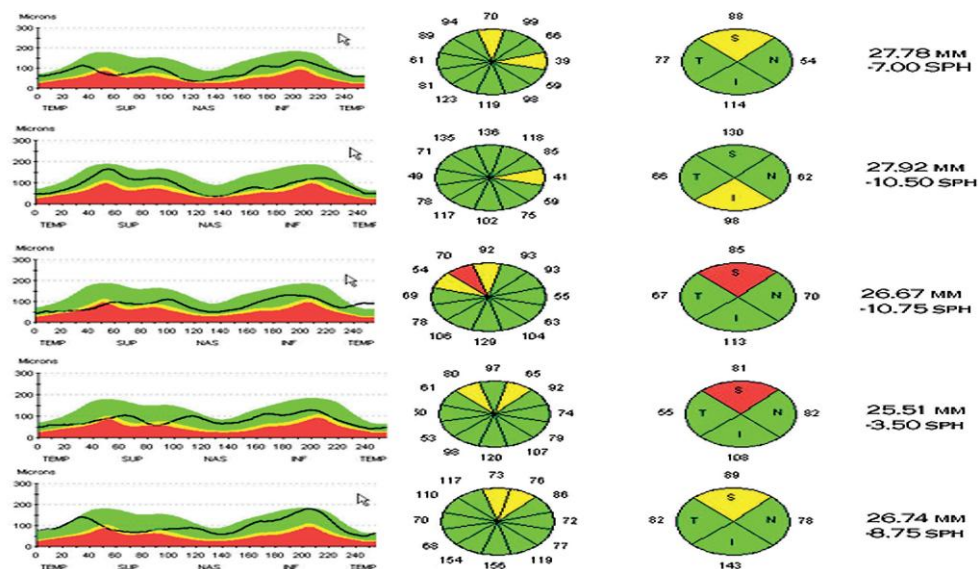 Microns
300
200
100
0
0 20 40 60 80 100 120 140 160 180 200 220 240
TEMP SUP NAS INF TEMP
94 70 99
89 66
61 39
81 59
123 119 98
88
S
77 T N 54
I
114
27.78 MM
-7.00 SPH
Microns
300
200
100
0
0 20 40 60 80 100 120 140 160 180 200 220 240
TEMP SUP NAS INF TEMP
135 136 118
71 85
49 41
78 59
117 102 75
130
S
66 T N 62
I
98
27.92 MM
-10.50 SPH
Microns
300
200
100
0
0 20 40 60 80 100 120 140 160 180 200 220 240
TEMP SUP NAS INF TEMP
70 92 93
54 93
69 55
78 63
106 129 104
85
S
67 T N 70
I
113
26.67 MM
-10.75 SPH
Microns
300
200
100
0
0 20 40 60 80 100 120 140 160 180 200 220 240
TEMP SUP NAS INF TEMP
80 97 65
61 92
50 74
53 79
98 120 107
81
S
55 T N 82
I
108
25.51 MM
-3.50 SPH
Microns
300
200
100
0
0 20 40 60 80 100 120 140 160 180 200 220 240
TEMP SUP NAS INF TEMP
117 73 76
110 86
70 72
68 77
154 156 119
89
S
82 T N 78
I
143
26.74 MM
-8.75 SPH